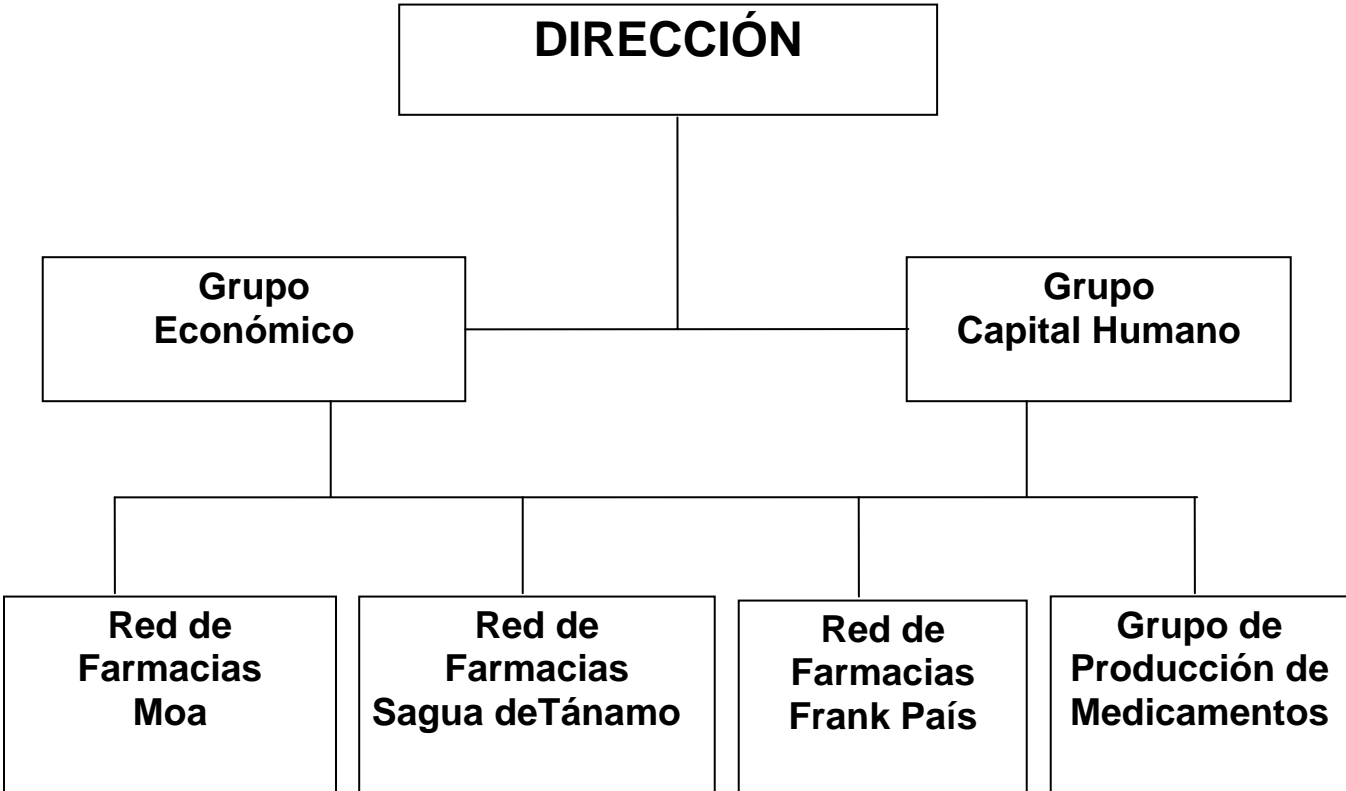 DIRECCIÓN
Grupo
Económico
Grupo
Capital Humano
Red de
Farmacias
Moa
Red de
Farmacias
Sagua deTánamo
Red de
Farmacias
Frank País
Grupo de
Producción de
Medicamentos